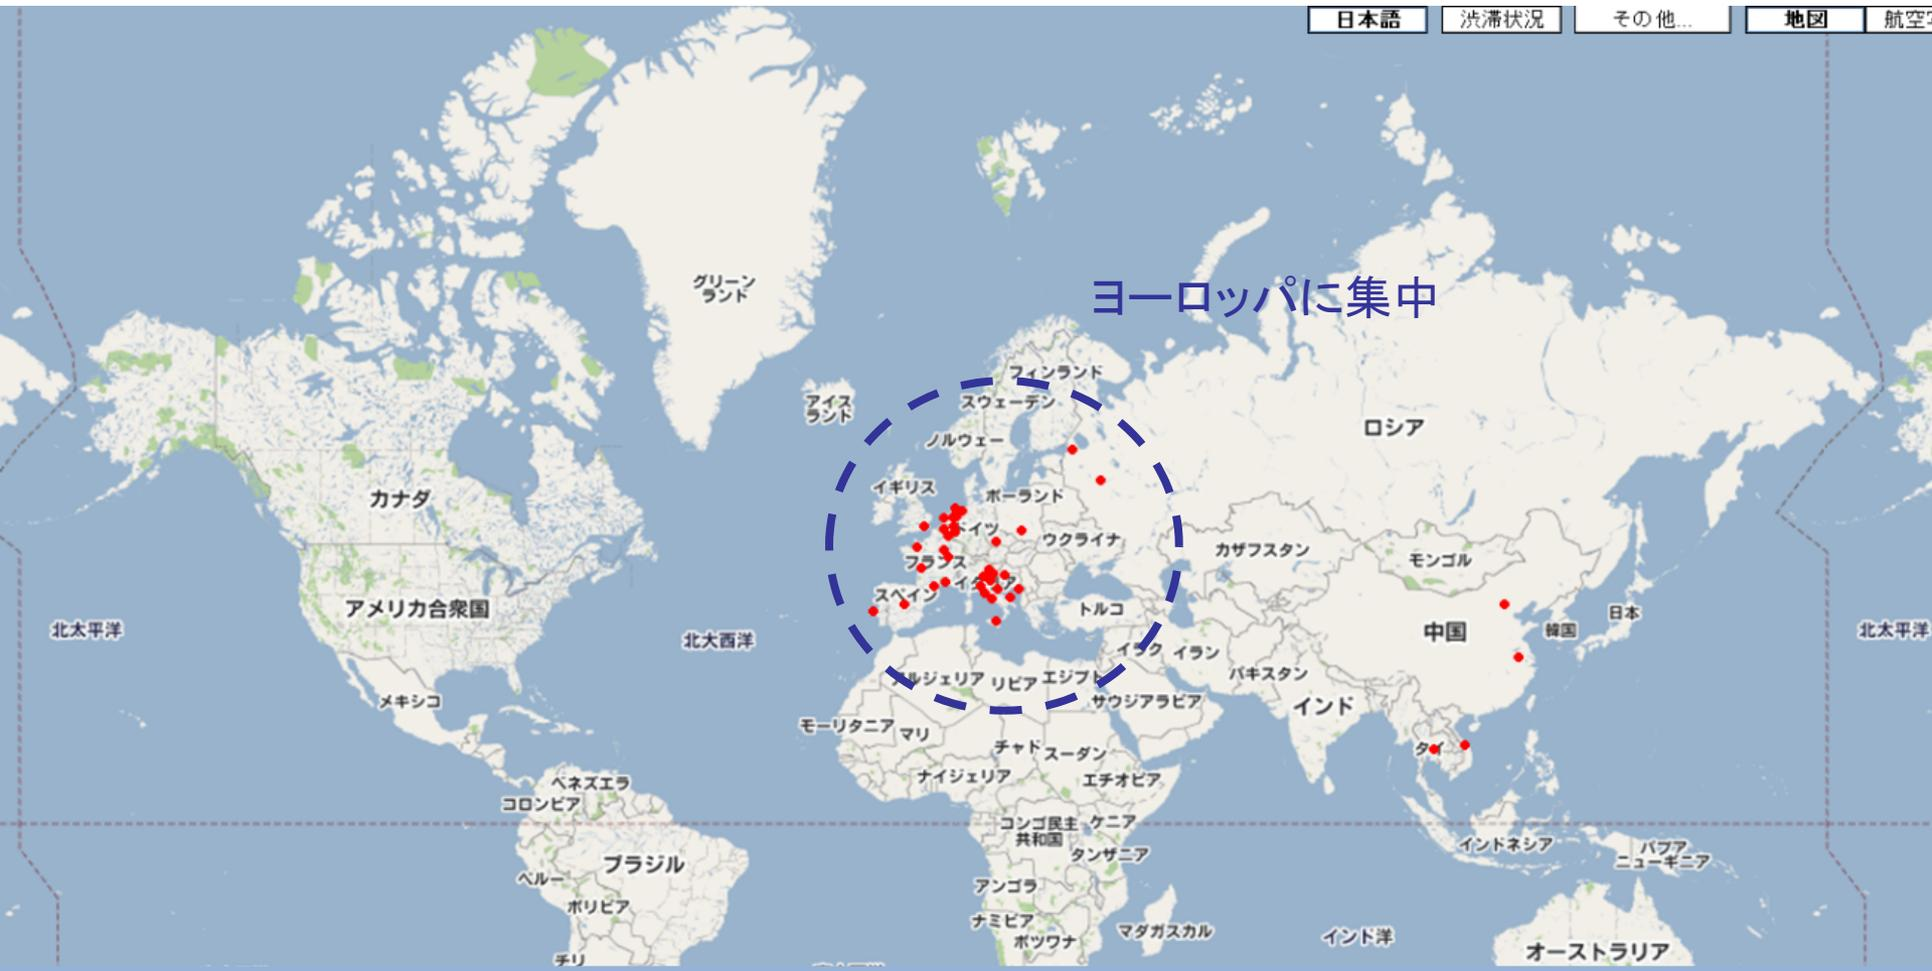 日本語 渋滞状況 その他... 地図
グリーン
ランド
ヨーロッパに集中
フィンランド
アイス
ランド
スウェーデン
ロシア
ノルウェー
カナダ
イギリス
ポーランド
ドイツ
ウクライナ
カザフスタン
モンゴル
フランス
スペイン
アメリカ合衆国
トルコ
日本
北太平洋
北大西洋
中国
韓国
北太平洋
イラク
イラン
パキスタン
アルジェリア
リビア
エジプト
メキシコ
サウジアラビア
インド
モーリタニア
マリ
チャド
スーダン
タイ
ナイジェリア
エチオピア
ベネズエラ
コロンビア
コンゴ民主
共和国
ケニア
インドネシア
パプア
ニューギニア
タンザニア
ブラジル
ペルー
アンゴラ
ボリビア
ナミビア
マダガスカル
ボツワナ
インド洋
オーストラリア
チリ